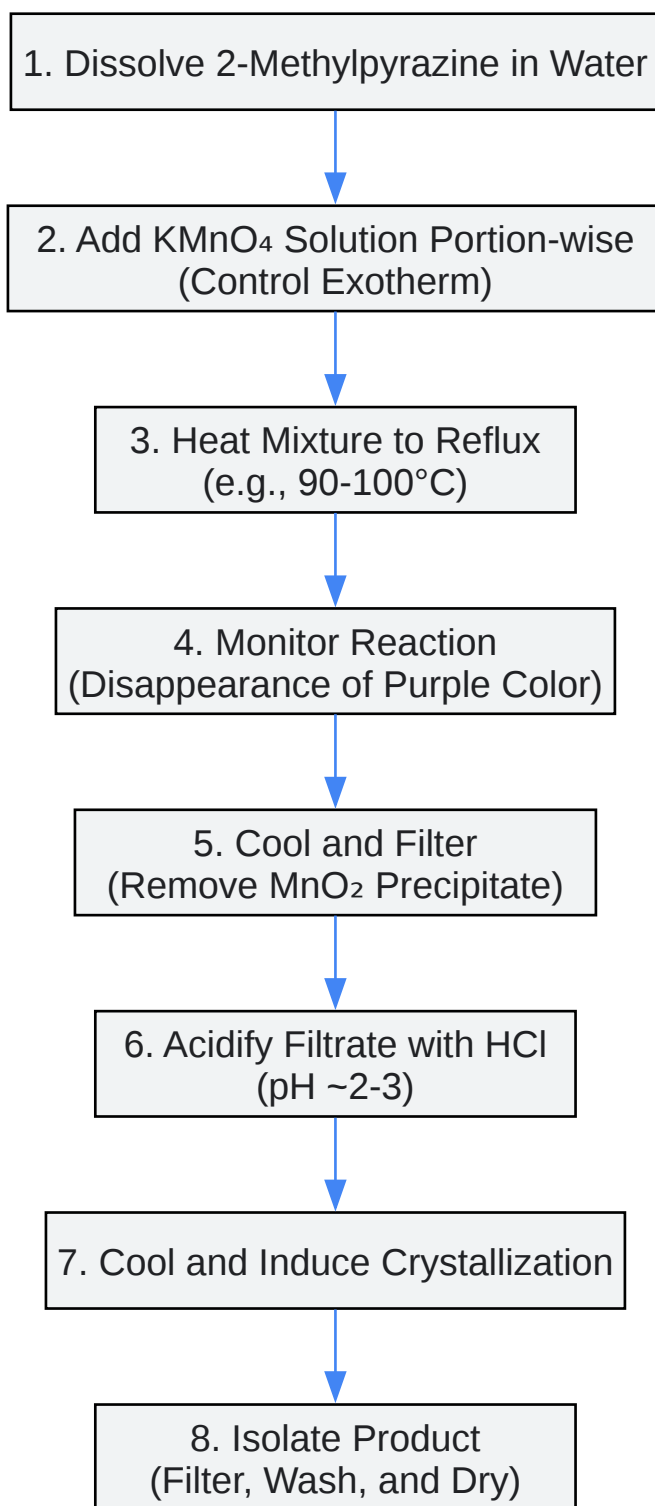 1. Dissolve 2-Methylpyrazine in Water
2. Add KMnO₄ Solution Portion-wise
(Control Exotherm)
3. Heat Mixture to Reflux
(e.g., 90-100°C)
4. Monitor Reaction
(Disappearance of Purple Color)
5. Cool and Filter
(Remove MnO₂ Precipitate)
6. Acidify Filtrate with HCl
(pH ~2-3)
7. Cool and Induce Crystallization
8. Isolate Product
(Filter, Wash, and Dry)